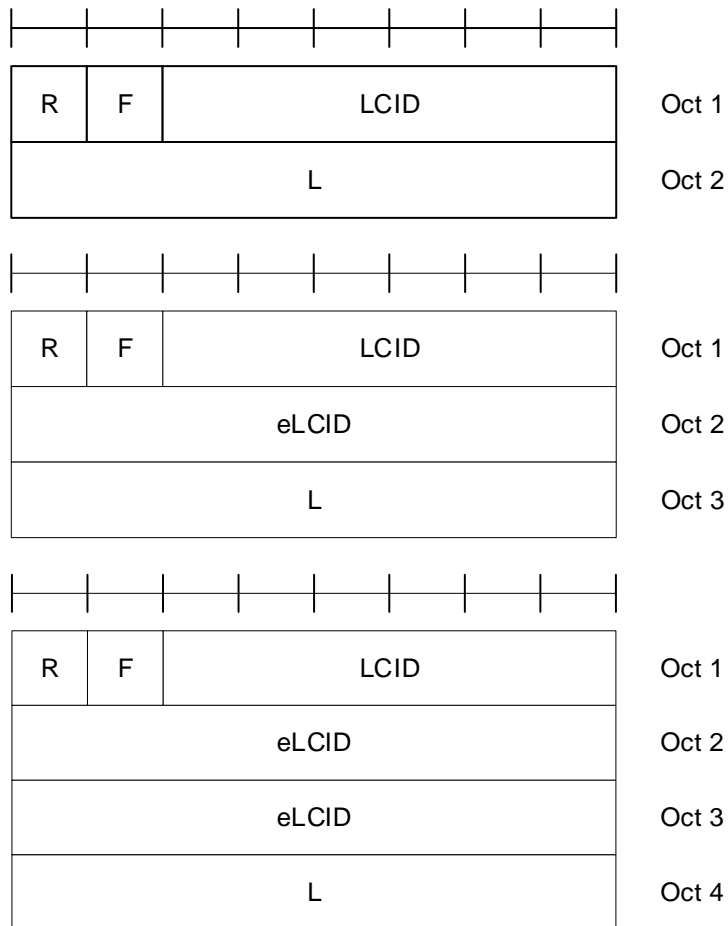 R F LCID Oct 1
L Oct 2
R F LCID Oct 1
eLCID Oct 2
L Oct 3
R F LCID Oct 1
eLCID Oct 2
eLCID Oct 3
L Oct 4